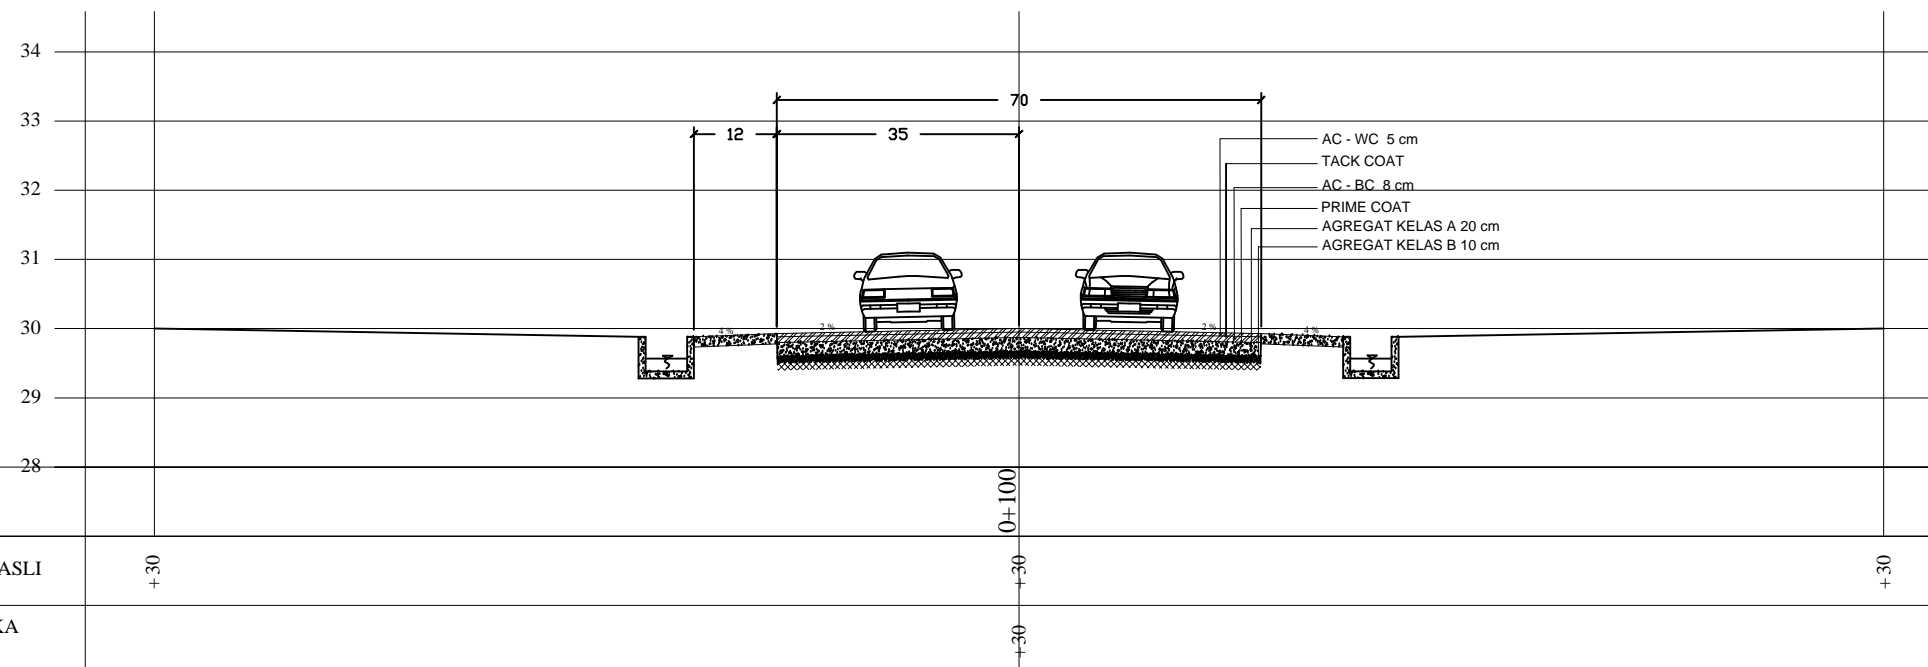 34
33
32
31
30
29
28
70
12
35
AC - WC 5 cm
TACK COAT
AC - BC 8 cm
PRIME COAT
AGREGAT KELAS A 20 cm
AGREGAT KELAS B 10 cm
4 %
2 %
2 %
4 %
0+100
ASLI
+30
+30
+30
KA
+30